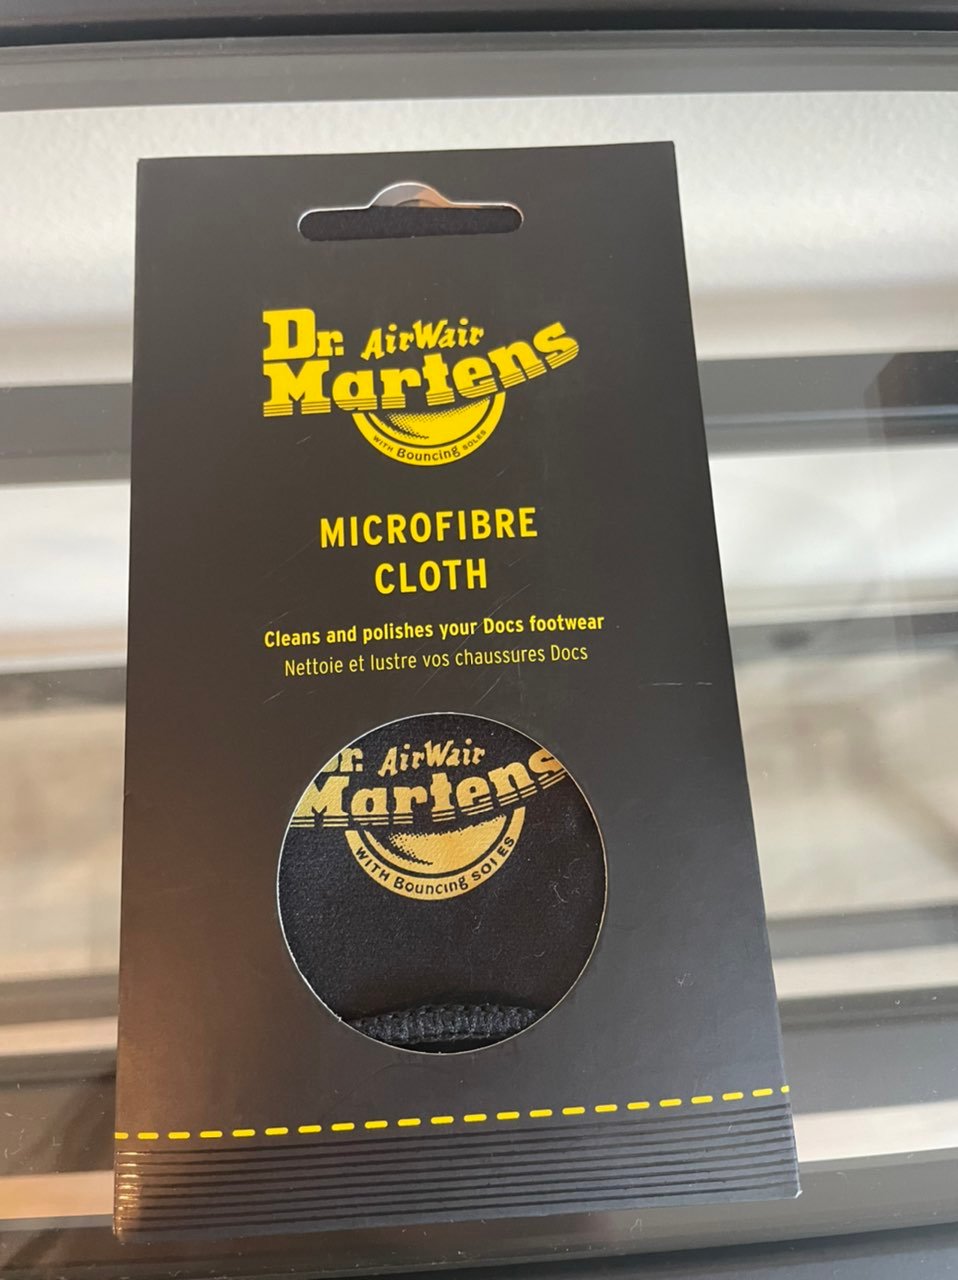 Dr. AirWair
Martens
WITH Bouncing SOLES
MICROFIBRE
CLOTH
Cleans and polishes your Docs footwear
Nettoie et lustre vos chaussures Docs
Dr. AirWair
Martens
WITH Bouncing SOLES